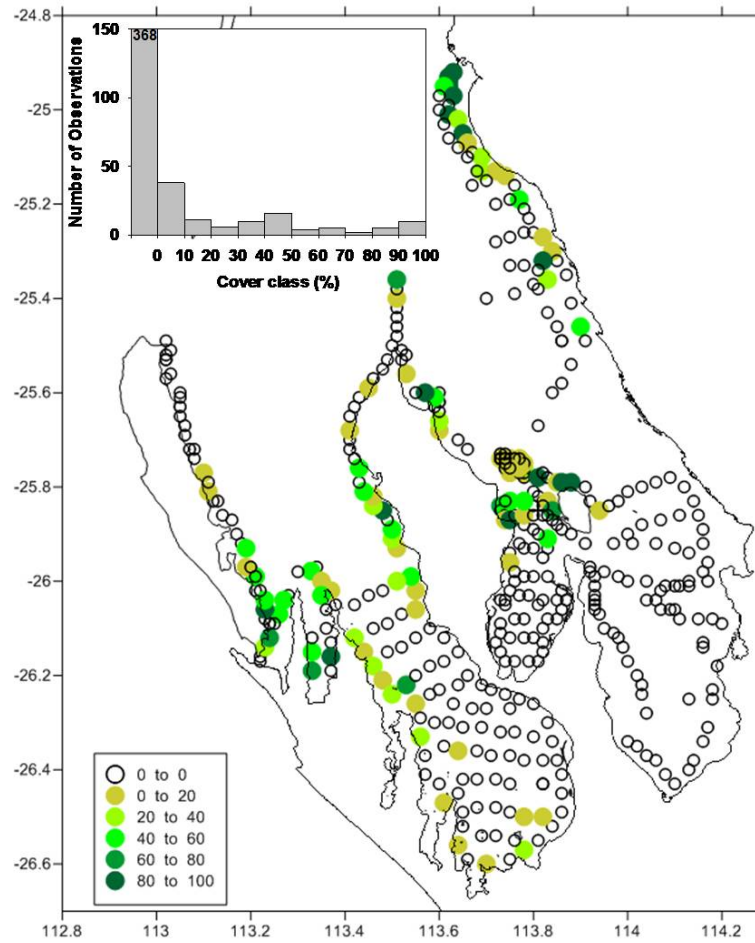 -24.8
-25
-25.2
-25.4
-25.6
-25.8
-26
-26.2
-26.4
-26.6
Number of Observations
150
100
50
0
368
0 10 20 30 40 50 60 70 80 90 100
Cover class (%)
0 to 0
0 to 20
20 to 40
40 to 60
60 to 80
80 to 100
112.8 113 113.2 113.4 113.6 113.8 114 114.2